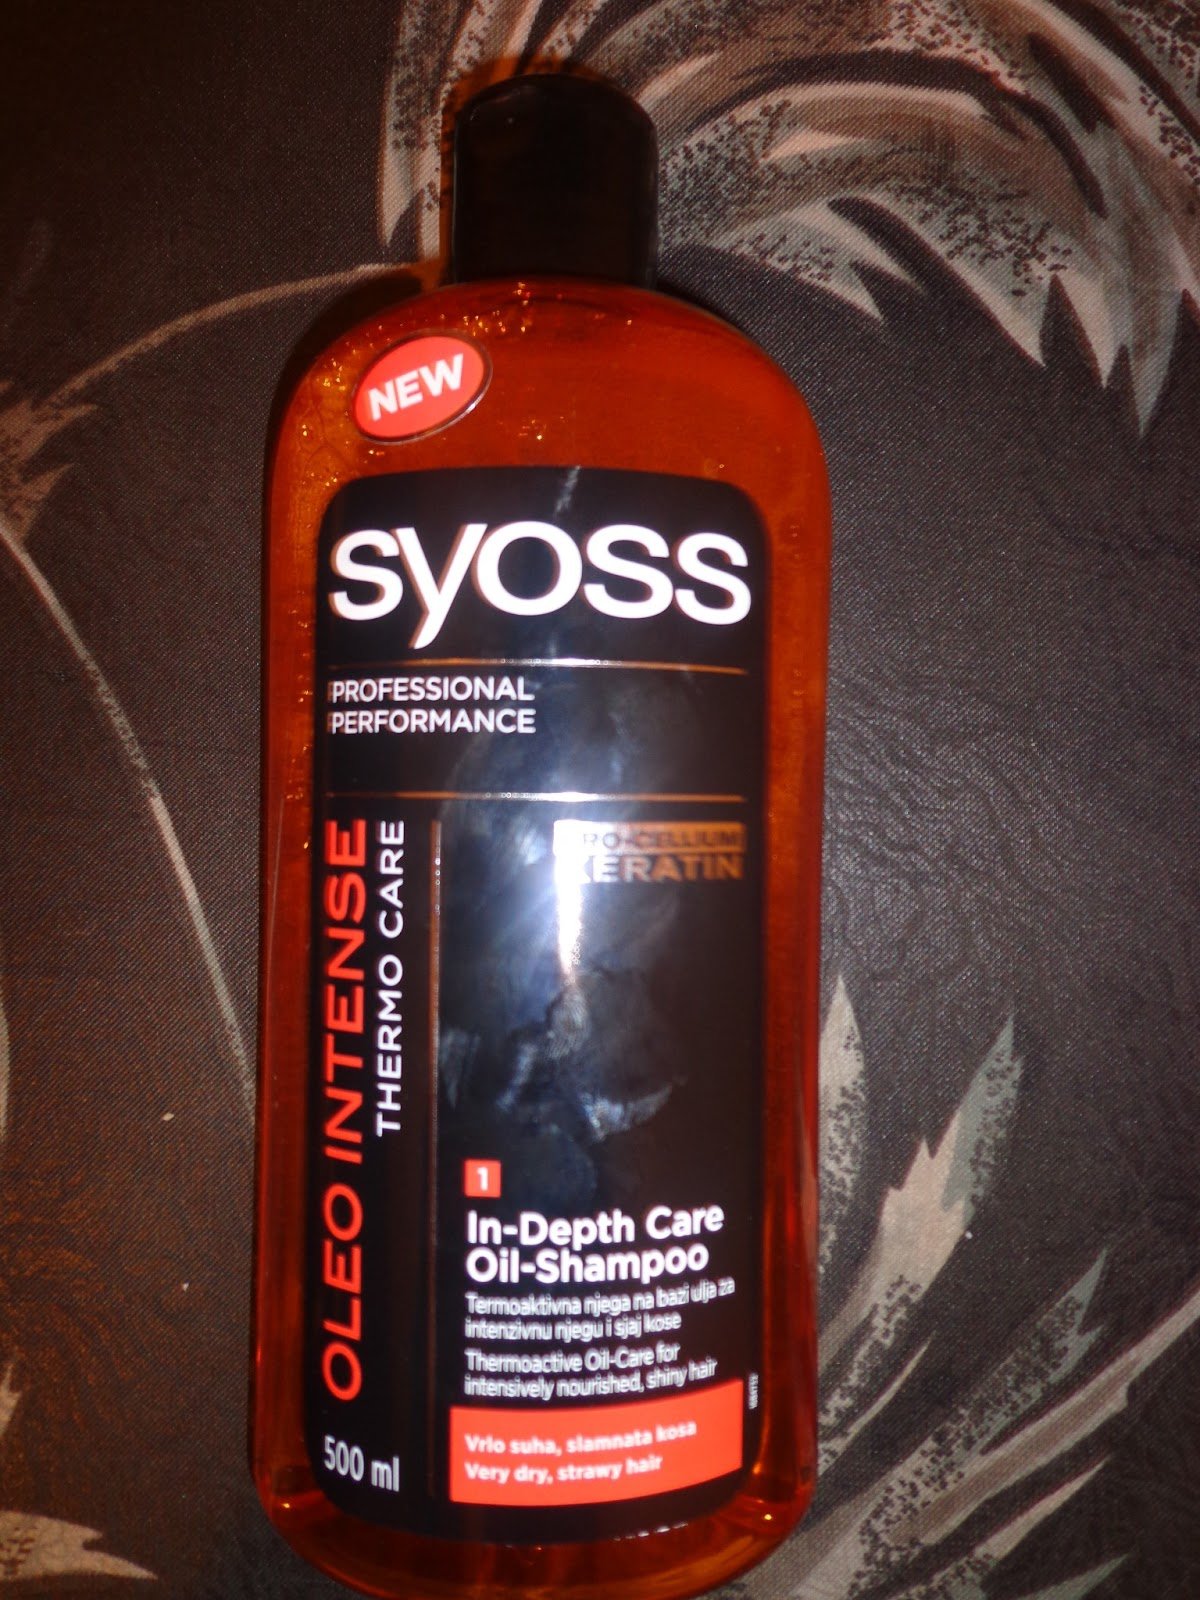 NEW
syoss
PROFESSIONAL
PERFORMANCE
OLEO INTENSE
THERMO CARE
KERATIN
1
In-Depth Care
Oil-Shampoo
Termoaktivna njega na bazi ulja za
intenzivnu njegu i sjaj kose
Thermoactive Oil-Care for
intensively nourished, shiny hair
Vrlo suha, slamnata kosa
Very dry, strawy hair
500 ml